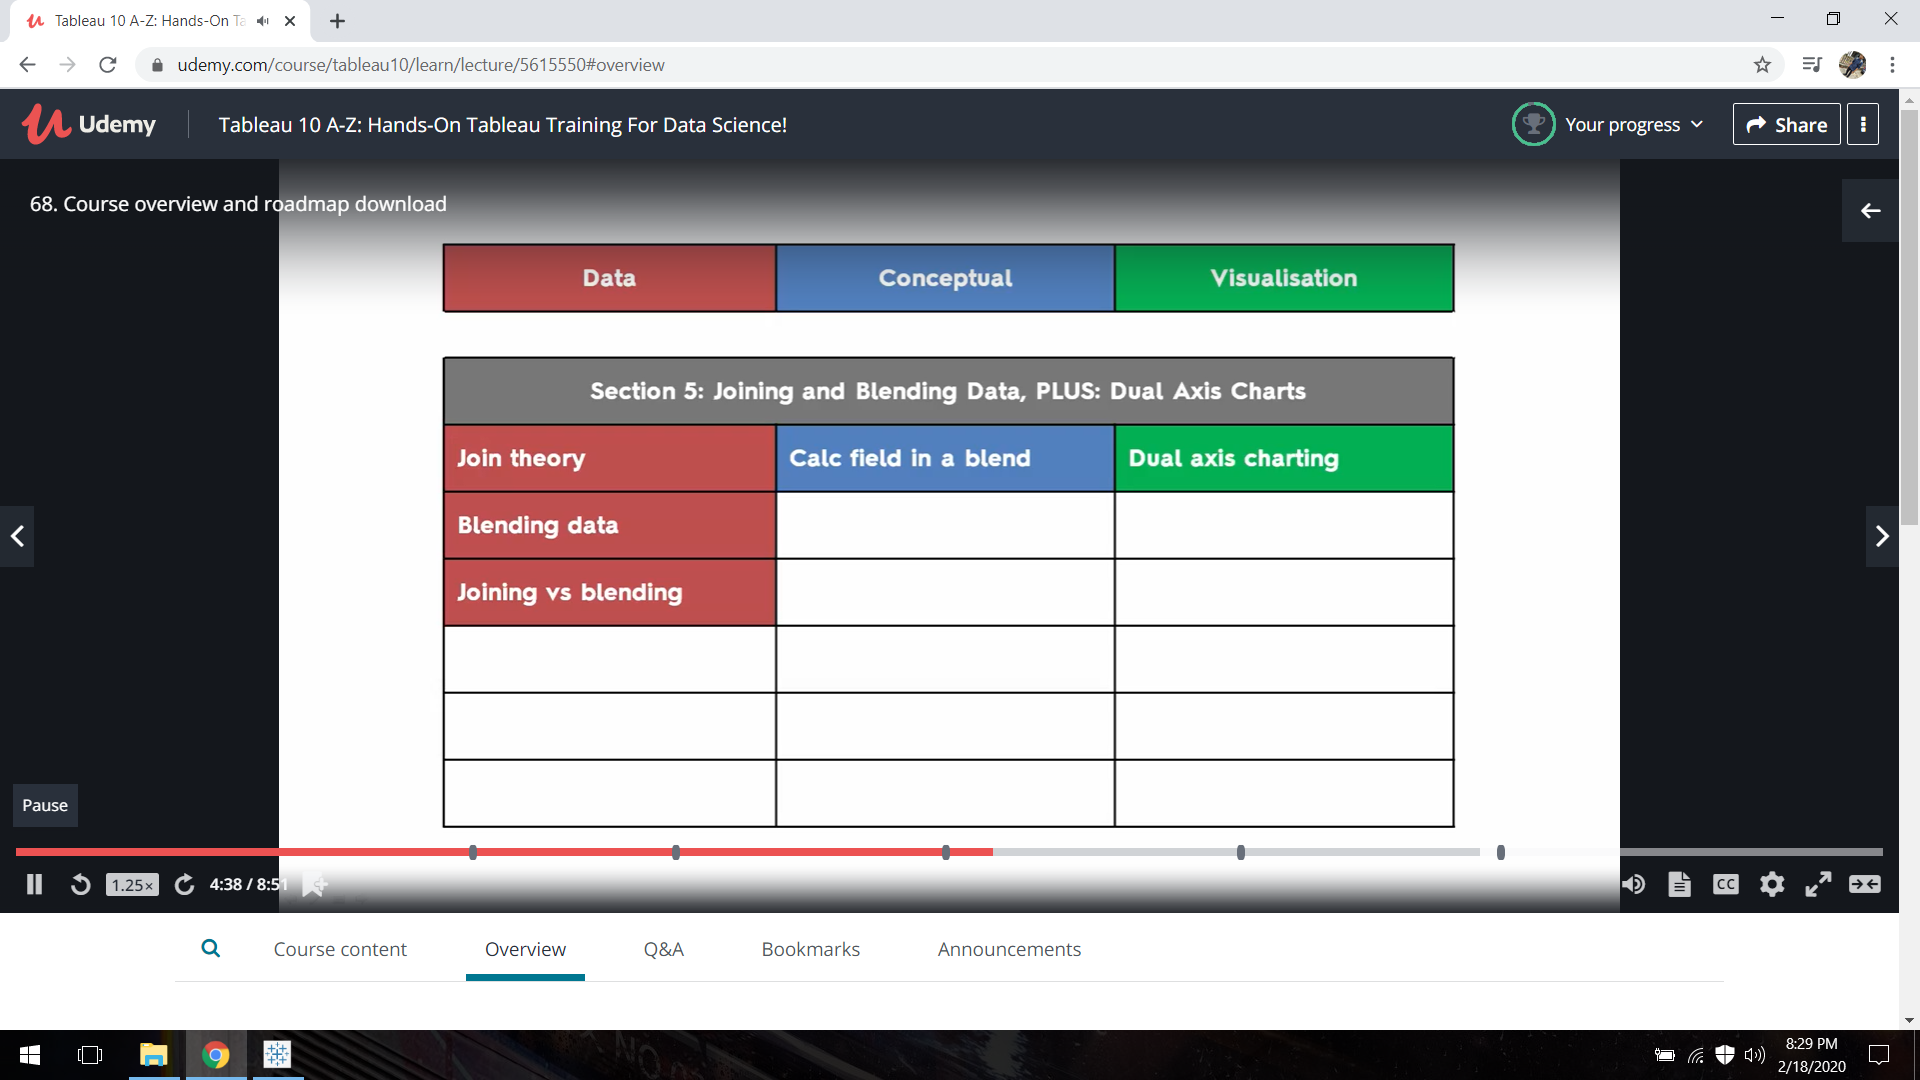 Tableau 10 A-Z: Hands-On Ta
udemy.com/course/tableau10/learn/lecture/5615550#overview
Udemy
Tableau 10 A-Z: Hands-On Tableau Training For Data Science!
Your progress
Share
68. Course overview and roadmap download
Data Conceptual Visualisation
Section 5: Joining and Blending Data, PLUS: Dual Axis Charts
Join theory Calc field in a blend Dual axis charting
Blending data
Joining vs blending
Pause
1.25× 4:38 / 8:51 CC
Course content Overview Q&A Bookmarks Announcements
8:29 PM
2/18/2020